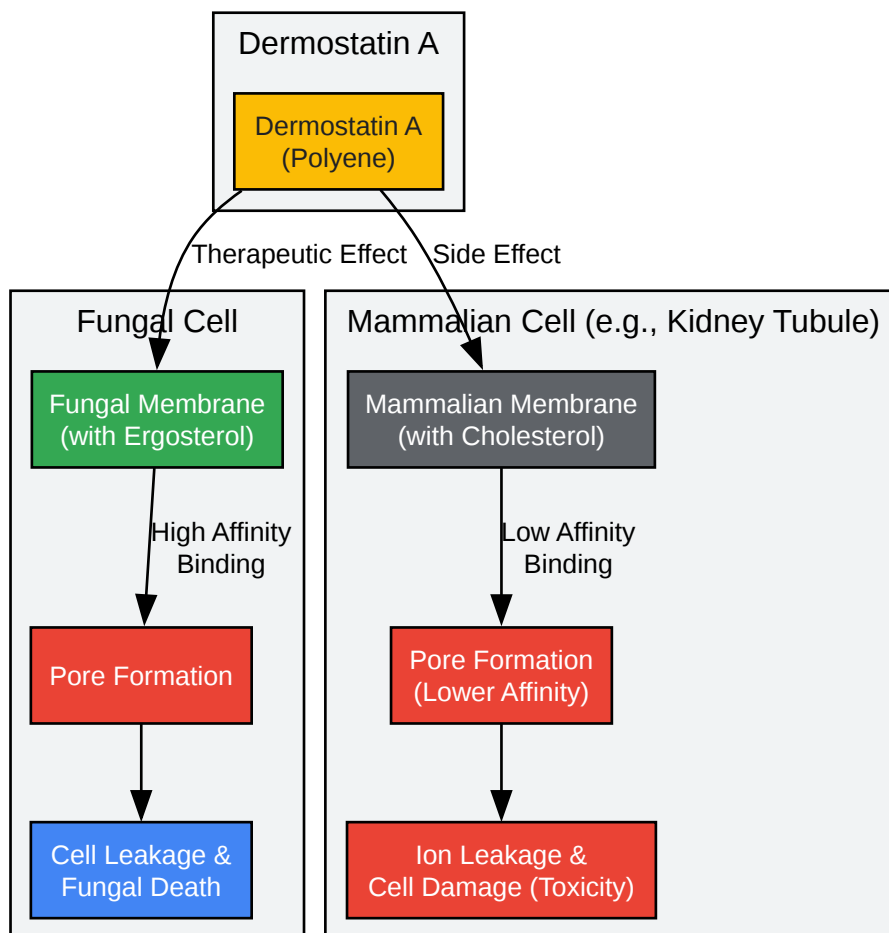 Dermostatin A
Dermostatin A
(Polyene)
Therapeutic Effect
Side Effect
Fungal Cell
Mammalian Cell (e.g., Kidney Tubule)
Fungal Membrane
(with Ergosterol)
Mammalian Membrane
(with Cholesterol)
High Affinity
Binding
Low Affinity
Binding
Pore Formation
Pore Formation
(Lower Affinity)
Cell Leakage &
Fungal Death
Ion Leakage &
Cell Damage (Toxicity)